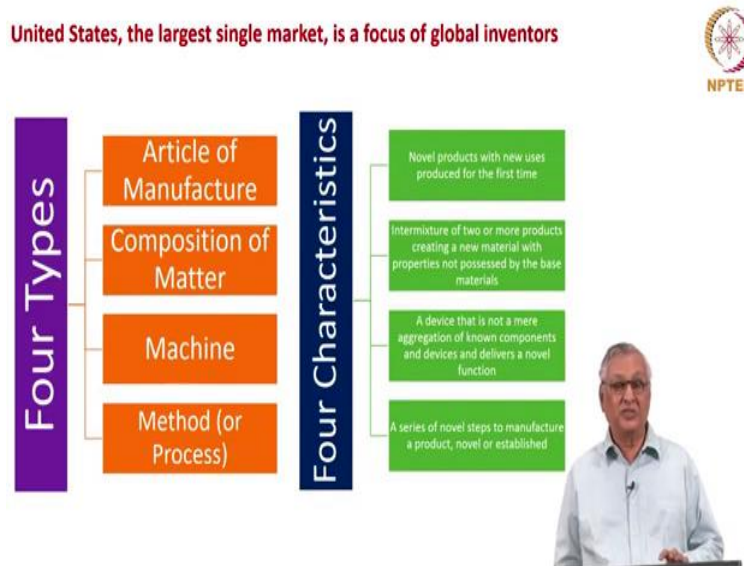 United States, the largest single market, is a focus of global inventors
NPTE
Four Types
Article of
Manufacture
Composition of
Matter
Machine
Method (or
Process)
Four Characteristics
Novel products with new uses
produced for the first time
Intermixture of two or more products
creating a new material with
properties not possessed by the base
materials
A device that is not a mere
aggregation of known components
and devices and delivers a novel
function
A series of novel steps to manufacture
a product, novel or established